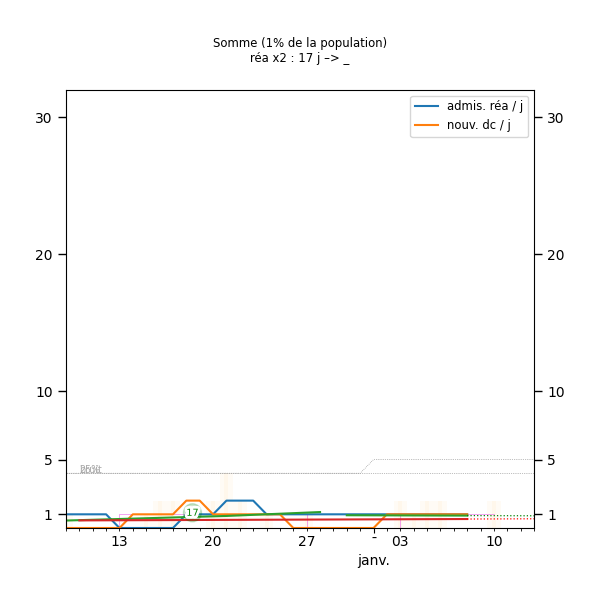 Somme (1% de la population)
réa x2 : 17 j –> _
admis. réa / j
nouv. dc / j
30 30
20 20
10 10
5 5
17
1 1
13 20 27 - 03 10
janv.